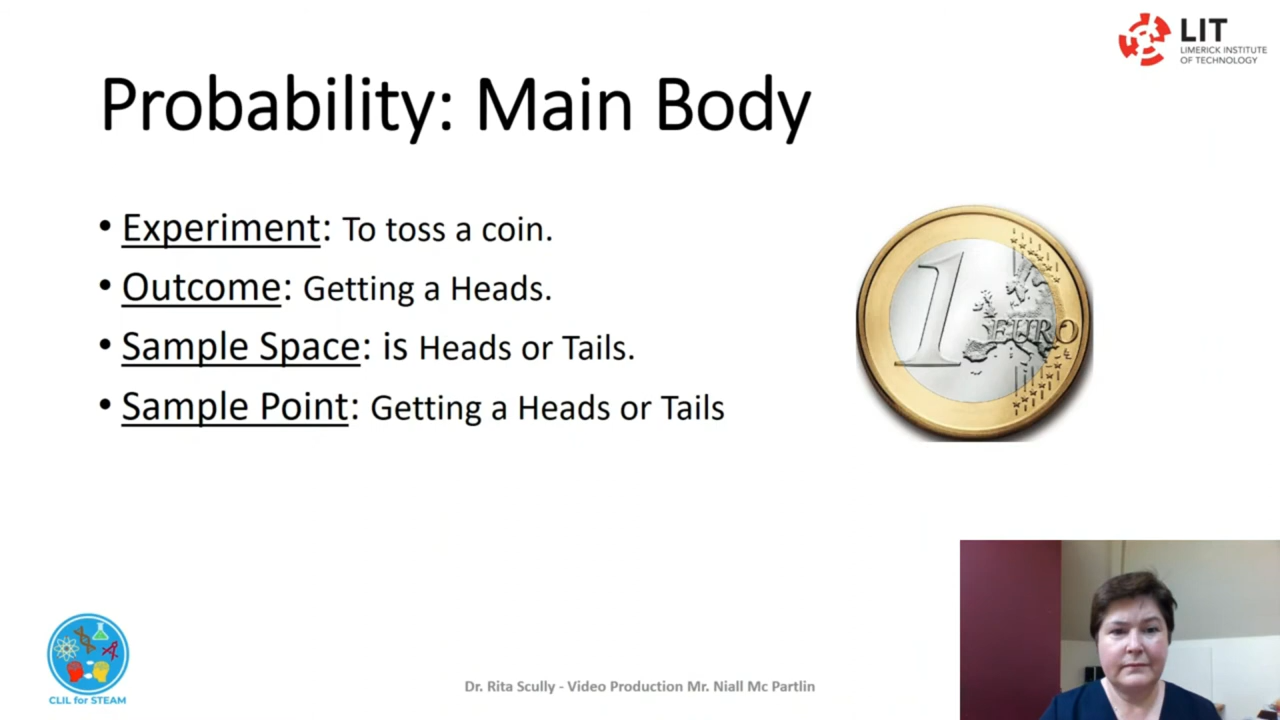 LIT
LIMERICK INSTITUTE
OF TECHNOLOGY
Probability: Main Body
• Experiment: To toss a coin.
• Outcome: Getting a Heads.
• Sample Space: is Heads or Tails.
• Sample Point: Getting a Heads or Tails
1
EURO
CLIL for STEAM
Dr. Rita Scully - Video Production Mr. Niall Mc Partlin